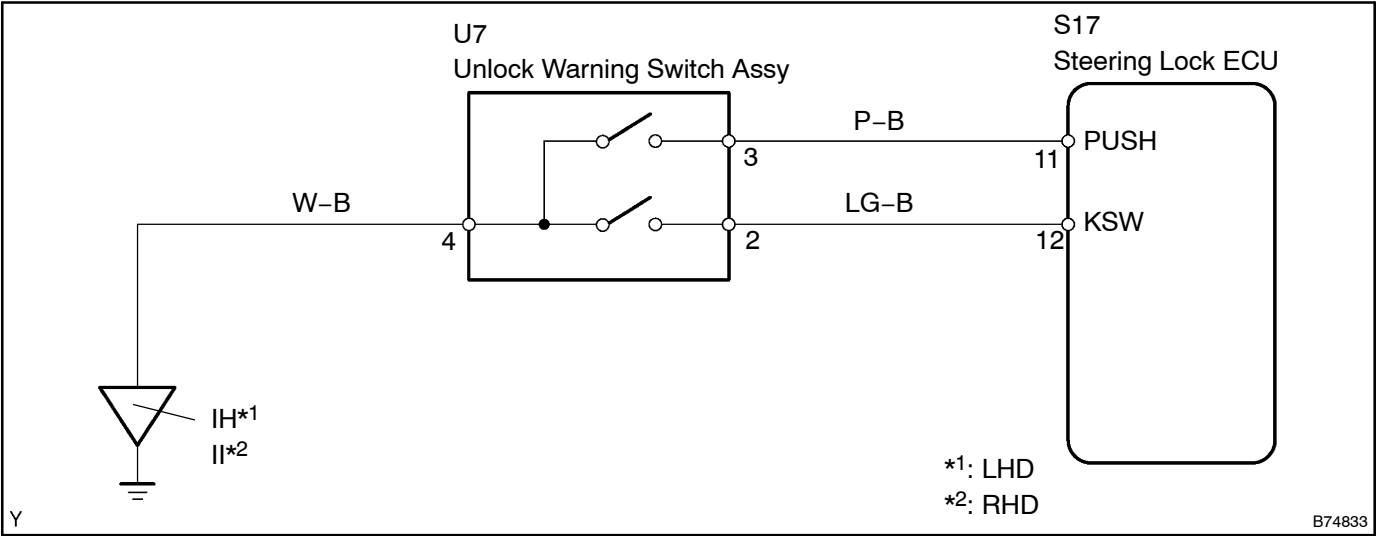 U7
Unlock Warning Switch Assy
S17
Steering Lock ECU
P−B
3
11
PUSH
W−B
LG−B
4
2
12
KSW
IH*1
II*2
*1: LHD
*2: RHD
Y
B74833